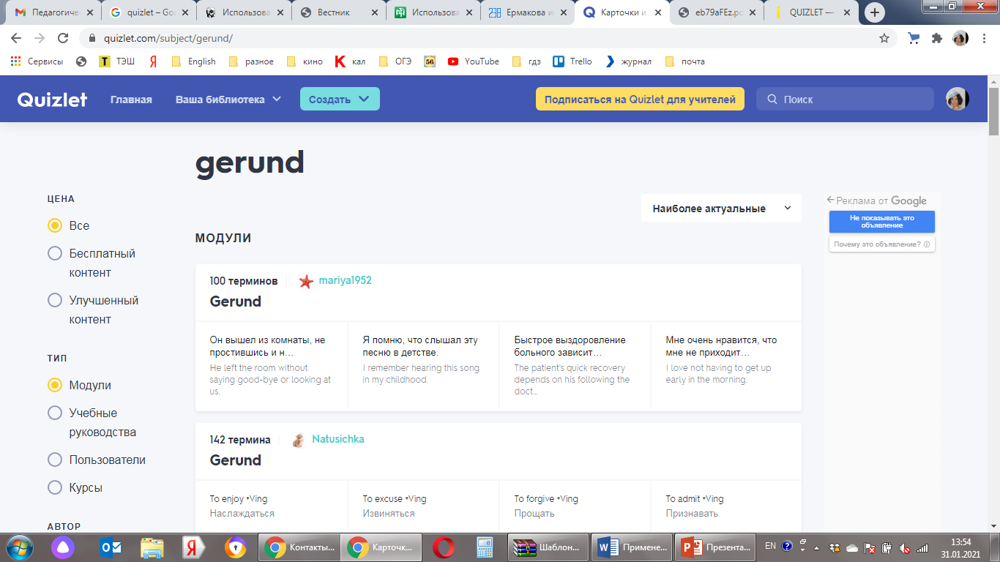 Педагогичес
quizlet – Goo
Использова
Вестник
Использова
Ермакова и
Карточки и
eb79aFEz.pd
QUIZLET —
quizlet.com/subject/gerund/
Сервисы ТЭШ English разное кино кал ОГЭ 56 YouTube гдз Trello журнал почта
Quizlet Главная Ваша библиотека Создать Подписаться на Quizlet для учителей Поиск
gerund
ЦЕНА
Все
Бесплатный
контент
Улучшенный
контент
ТИП
Модули
Учебные
руководства
Пользователи
Курсы
АВТОР
Наиболее актуальные
МОДУЛИ
100 терминов mariya1952
Gerund
Он вышел из комнаты, не
простившись и н...
He left the room without
saying good-bye or looking at
us.
Я помню, что слышал эту
песню в детстве.
I remember hearing this song
in my childhood.
Быстрое выздоровление
больного зависит...
The patient's quick recovery
depends on his following the
doct...
Мне очень нравится, что
мне не приходит...
I love not having to get up
early in the morning.
142 термина Natusichka
Gerund
To enjoy +Ving
Наслаждаться
To excuse +Ving
Извиняться
To forgive +Ving
Прощать
To admit +Ving
Признавать
Реклама от Google
Не показывать это
объявление
Почему это объявление?
Контакты... Карточк... Шаблон... Примене... Презента... EN 13:54
31.01.2021